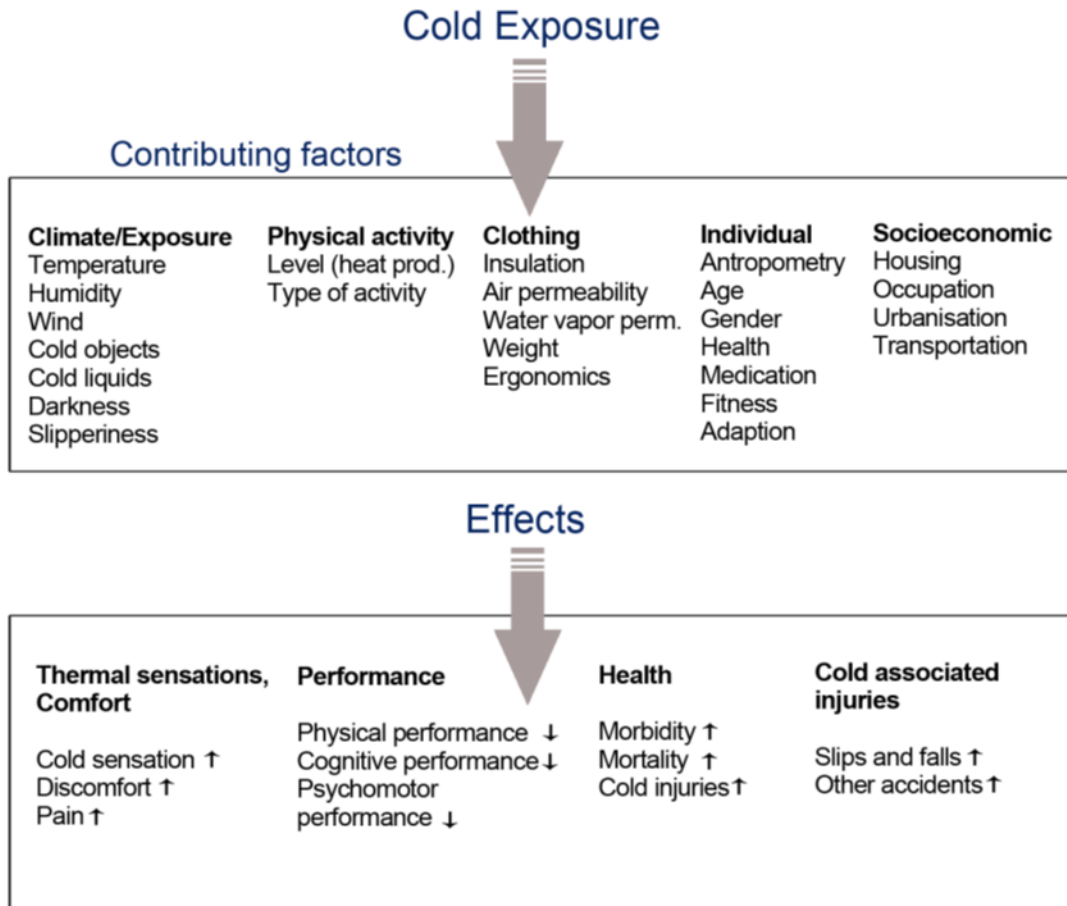 Cold Exposure
Contributing factors
Climate/Exposure
Temperature
Humidity
Wind
Cold objects
Cold liquids
Darkness
Slipperiness
Physical activity
Level (heat prod.)
Type of activity
Clothing
Insulation
Air permeability
Water vapor perm.
Weight
Ergonomics
Individual
Antropometry
Age
Gender
Health
Medication
Fitness
Adaption
Socioeconomic
Housing
Occupation
Urbanisation
Transportation
Effects
Thermal sensations,
Comfort
Cold sensation ↑
Discomfort ↑
Pain ↑
Performance
Physical performance ↓
Cognitive performance ↓
Psychomotor
performance ↓
Health
Morbidity ↑
Mortality ↑
Cold injuries ↑
Cold associated
injuries
Slips and falls ↑
Other accidents ↑